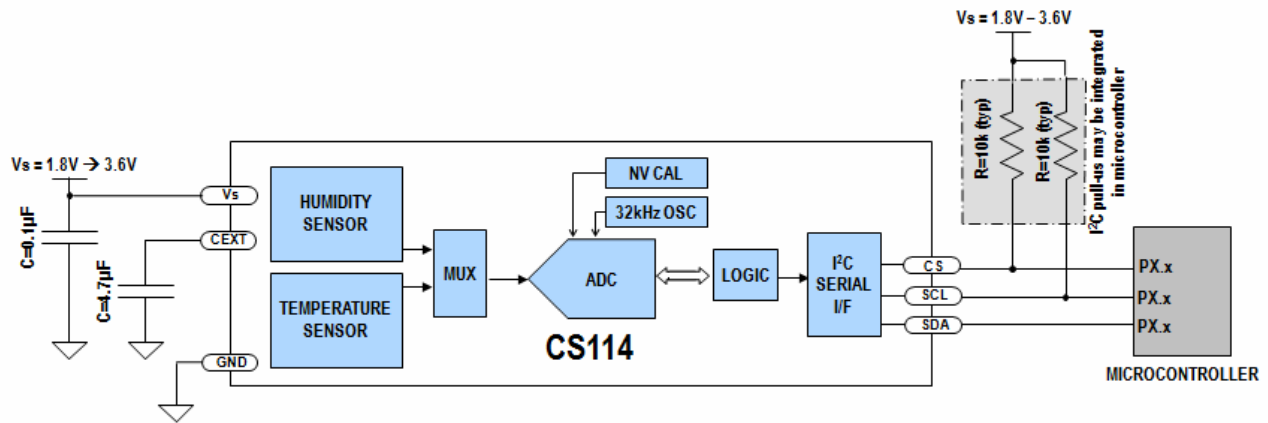 Vs = 1.8V – 3.6V
R=10k (typ)
R=10k (typ)
I²C pull-us may be integrated
in microcontroller
Vs = 1.8V → 3.6V
C=0.1µF
C=4.7µF
Vs
CEXT
GND
HUMIDITY
SENSOR
TEMPERATURE
SENSOR
MUX
NV CAL
32kHz OSC
ADC
CS114
LOGIC
I²C
SERIAL
I/F
CS
SCL
SDA
PX.x
PX.x
PX.x
MICROCONTROLLER